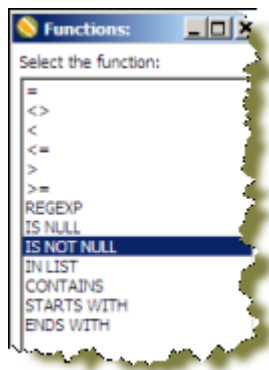 Functions:
Select the function:
=
<>
<
<=
>
>=
REGEXP
IS NULL
IS NOT NULL
IN LIST
CONTAINS
STARTS WITH
ENDS WITH